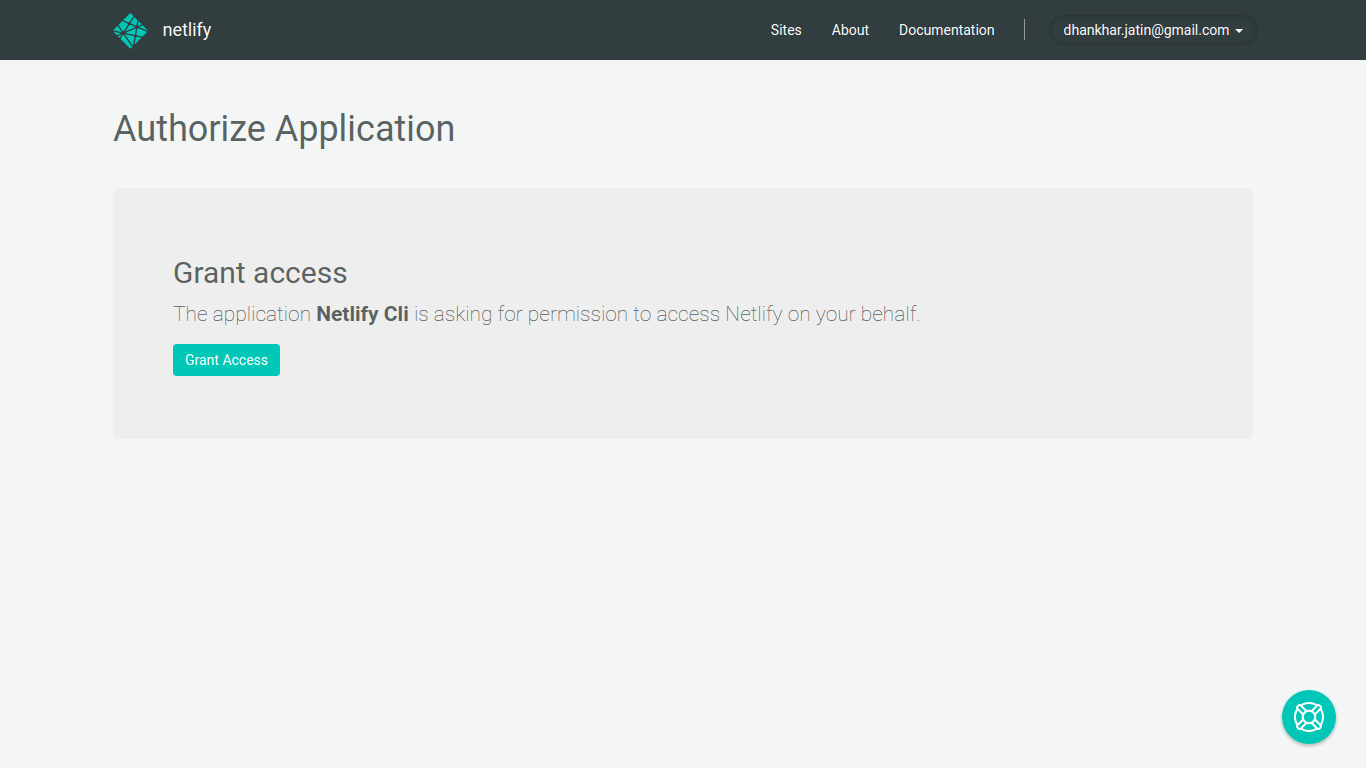 netlify
Sites
About
Documentation
dhankhar.jatin@gmail.com
Authorize Application
Grant access
The application Netlify Cli is asking for permission to access Netlify on your behalf.
Grant Access